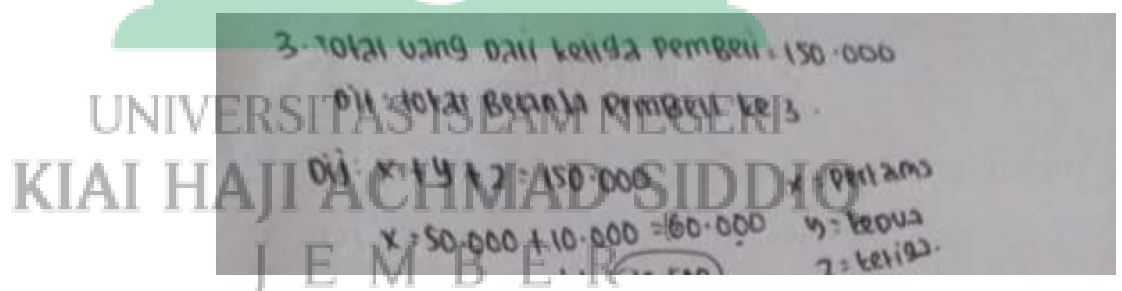 3. Total uang dari ketiga pembeli = 150.000
Dit : total Belanja pembeli ke 3.
UNIVERSITAS ISLAM NEGERI
Dij : x + y + z = 150.000 x = pertama
KIAI HAJI ACHMAD SIDDIQ
x = 50.000 + 10.000 = 60.000 y = kedua
z = ketiga.
JEMBER